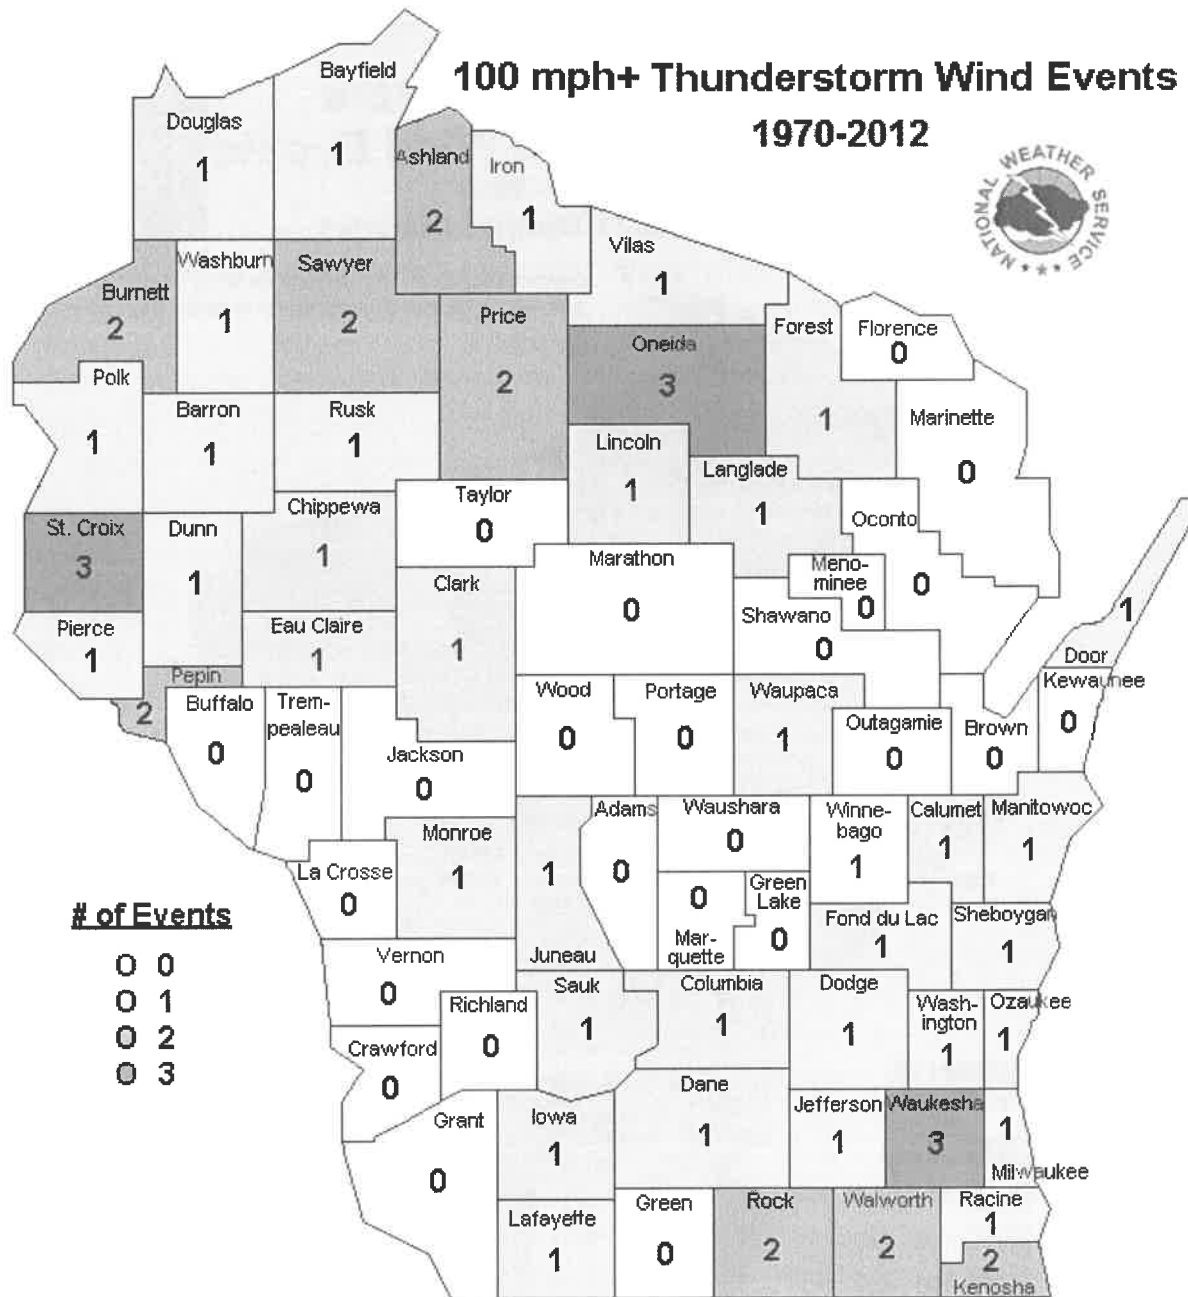 100 mph+ Thunderstorm Wind Events
1970-2012
NATIONAL WEATHER SERVICE
Bayfield
1
Douglas
1
Ashland
2
Iron
1
Vilas
1
Washburn
1
Sawyer
2
Burnett
2
Price
2
Oneida
3
Forest
1
Florence
0
Polk
1
Barron
1
Rusk
1
Lincoln
1
Langlade
1
Marinette
0
Taylor
0
Chippewa
1
Oconto
0
St. Croix
3
Dunn
1
Clark
1
Marathon
0
Meno-
minee
0
Shawano
0
Door
1
Pierce
1
Eau Claire
1
Pepin
2
Buffalo
0
Trem-
pealeau
0
Jackson
0
Wood
0
Portage
0
Waupaca
1
Outagamie
0
Brown
0
Kewaunee
0
Monroe
1
Juneau
1
Adams
0
Waushara
0
Winne-
bago
1
Calumet
1
Manitowoc
1
La Crosse
0
Mar-
quette
0
Green
Lake
0
Fond du Lac
1
Sheboygan
1
# of Events
0
1
2
3
Vernon
0
Richland
0
Sauk
1
Columbia
1
Dodge
1
Wash-
ington
1
Ozaukee
1
Crawford
0
Grant
0
Iowa
1
Dane
1
Jefferson
1
Waukesha
3
Milwaukee
1
Lafayette
1
Green
0
Rock
2
Walworth
2
Racine
1
Kenosha
2